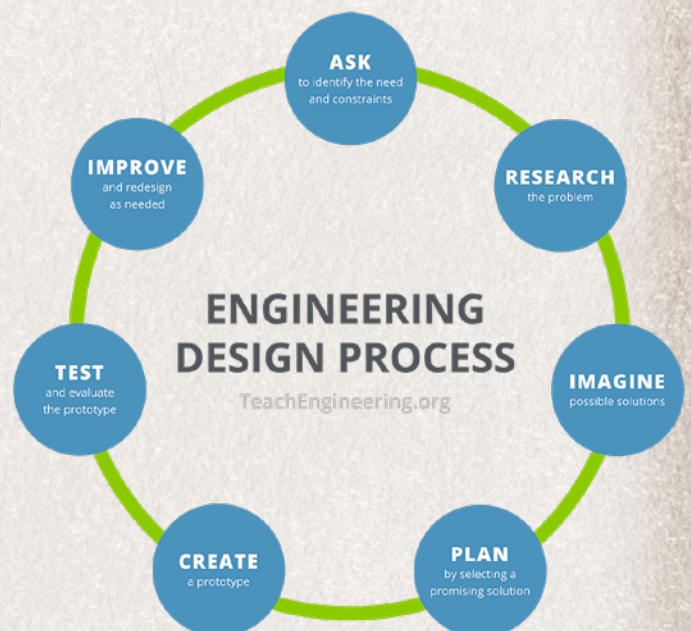 ASK
to identify the need
and constraints
RESEARCH
the problem
IMAGINE
possible solutions
PLAN
by selecting a
promising solution
CREATE
a prototype
TEST
and evaluate
the prototype
IMPROVE
and redesign
as needed
ENGINEERING
DESIGN PROCESS
TeachEngineering.org